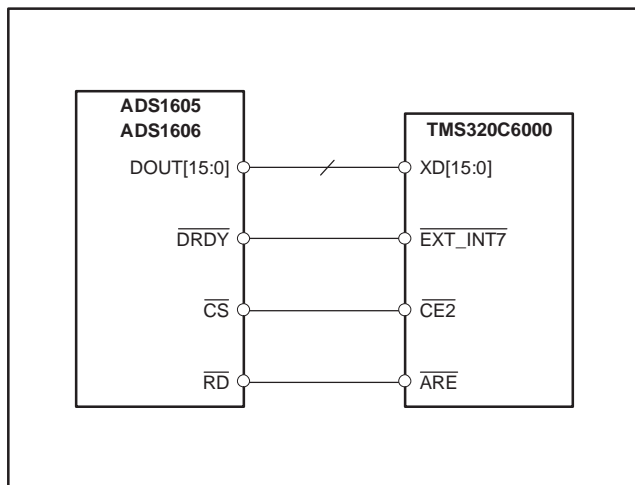 ADS1605
ADS1606
TMS320C6000
DOUT[15:0]
XD[15:0]
DRDY
EXT_INT7
CS
CE2
RD
ARE